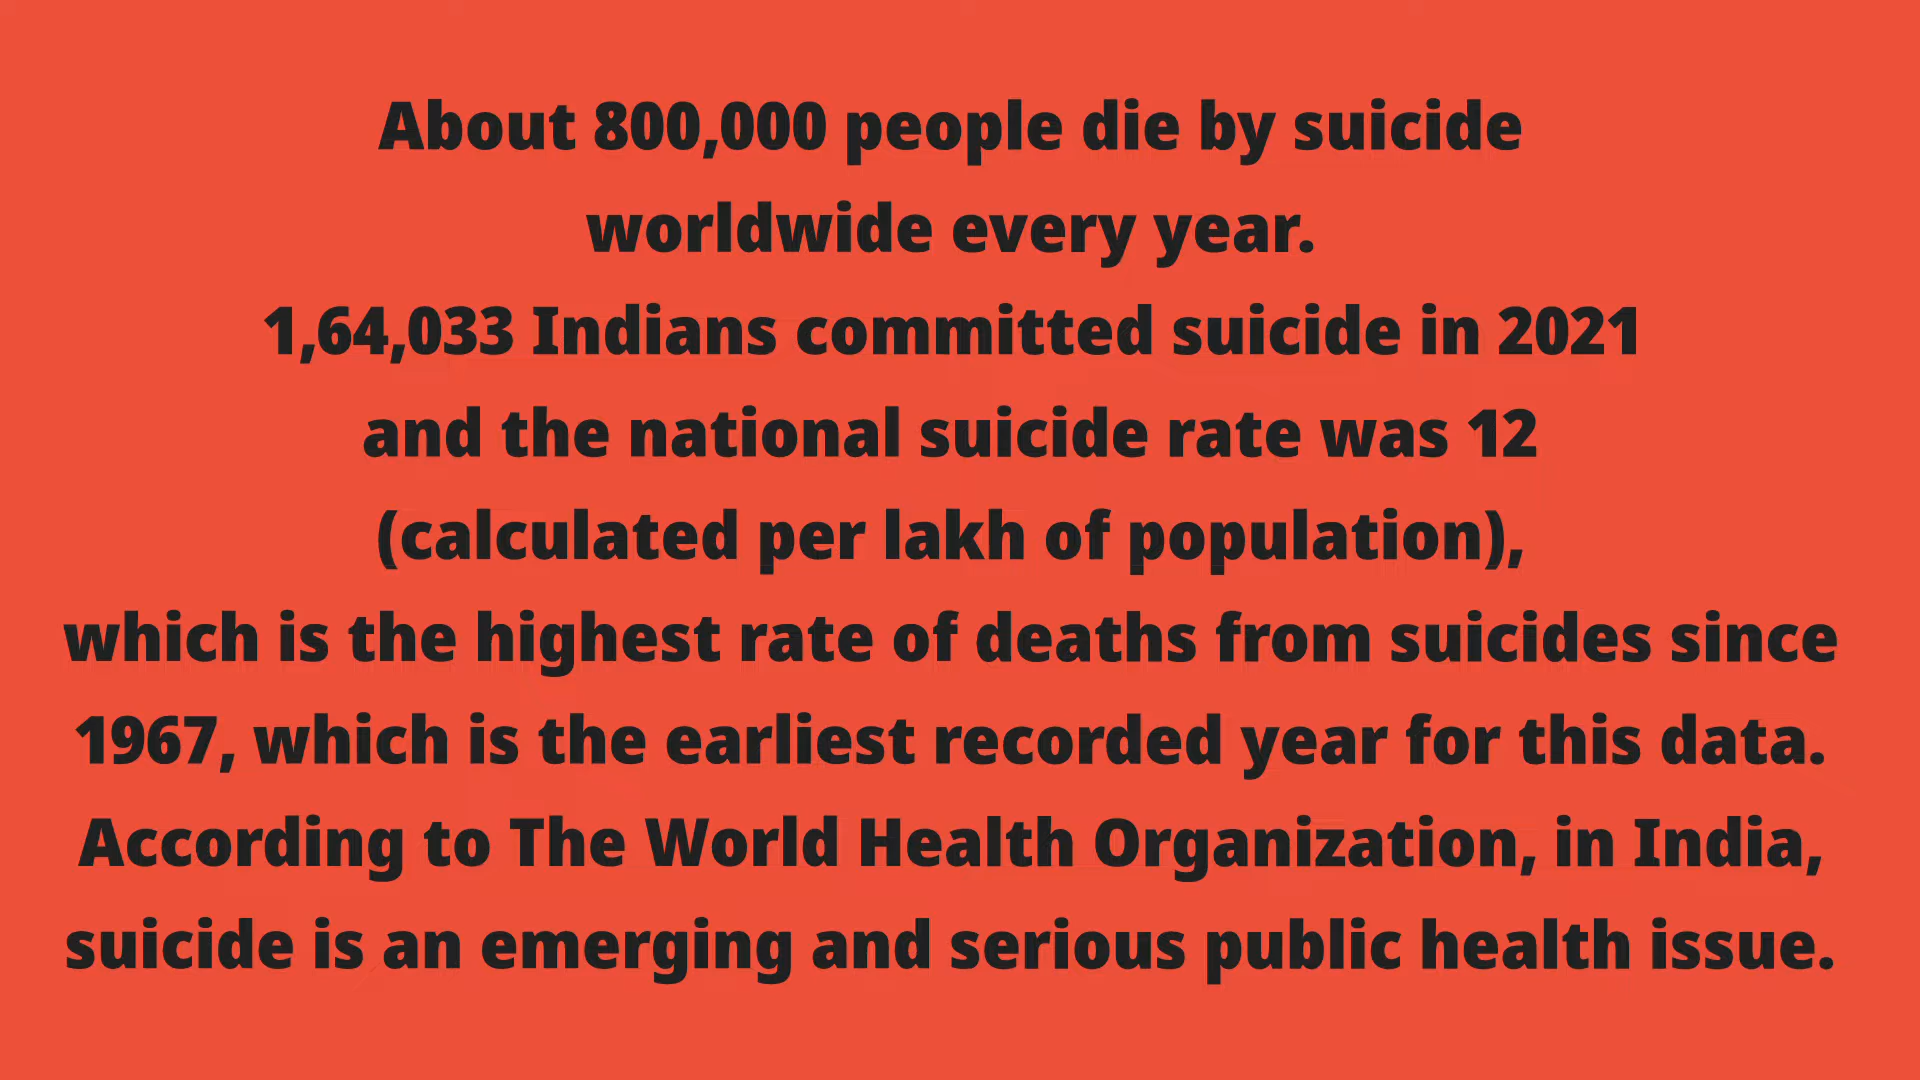 About 800,000 people die by suicide
worldwide every year.
1,64,033 Indians committed suicide in 2021
and the national suicide rate was 12
(calculated per lakh of population),
which is the highest rate of deaths from suicides since
1967, which is the earliest recorded year for this data.
According to The World Health Organization, in India,
suicide is an emerging and serious public health issue.